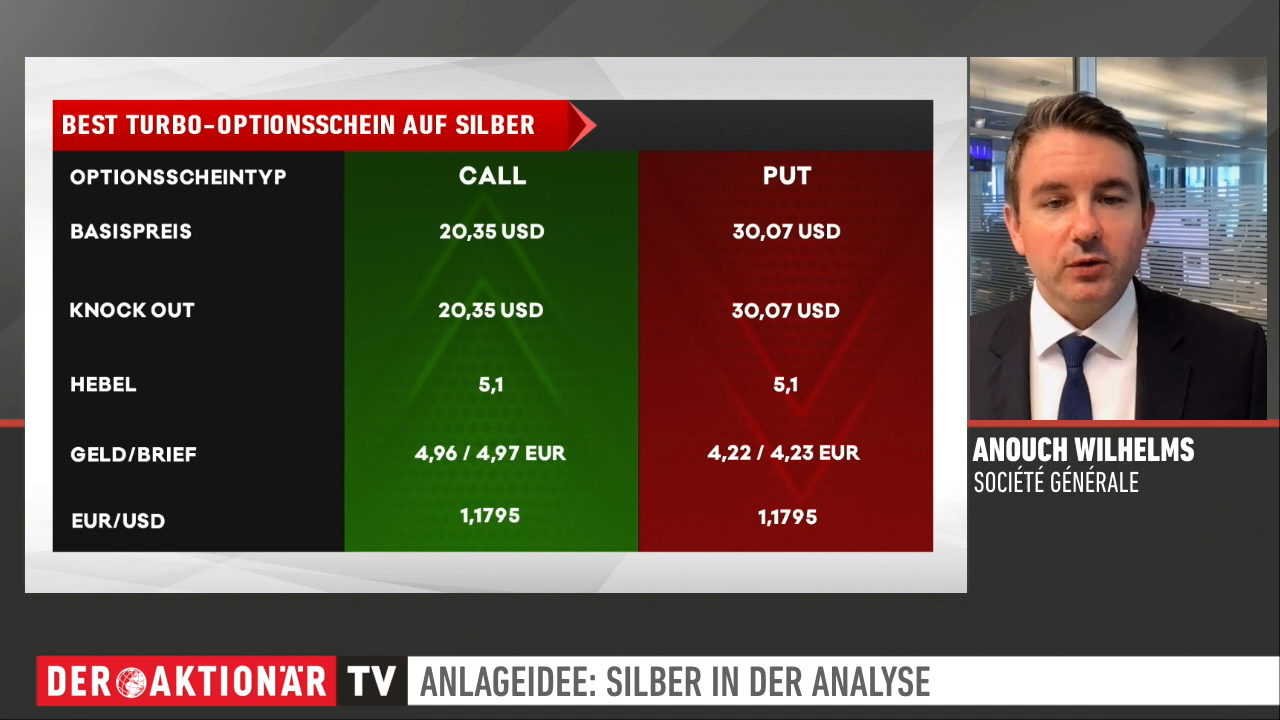 BEST TURBO-OPTIONSSCHEIN AUF SILBER
OPTIONSSCHEINTYP CALL PUT
BASISPREIS 20,35 USD 30,07 USD
KNOCK OUT 20,35 USD 30,07 USD
HEBEL 5,1 5,1
GELD/BRIEF 4,96 / 4,97 EUR 4,22 / 4,23 EUR
EUR/USD 1,1795 1,1795
ANOUCH WILHELMS
SOCIÉTÉ GÉNÉRALE
DER AKTIONÄR TV ANLAGEIDEE: SILBER IN DER ANALYSE